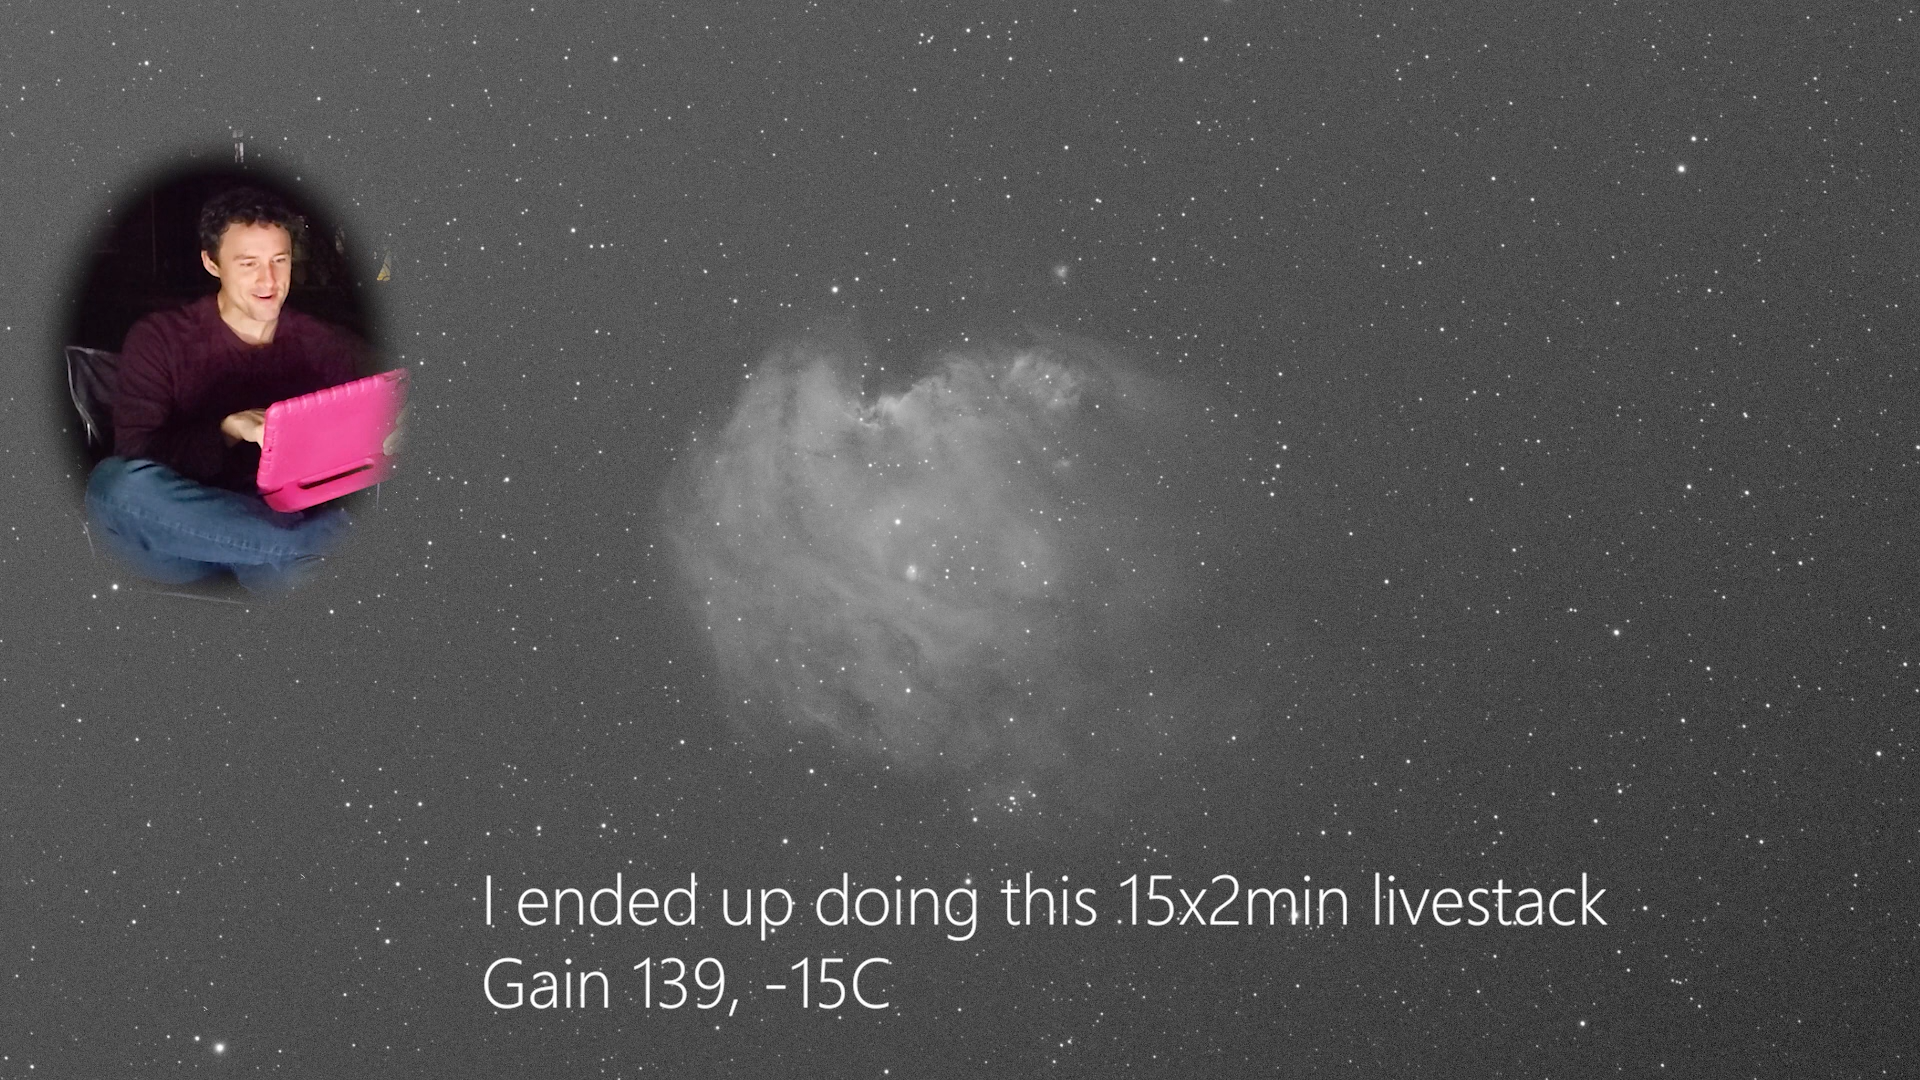 I ended up doing this 15x2min livestack
Gain 139, -15C